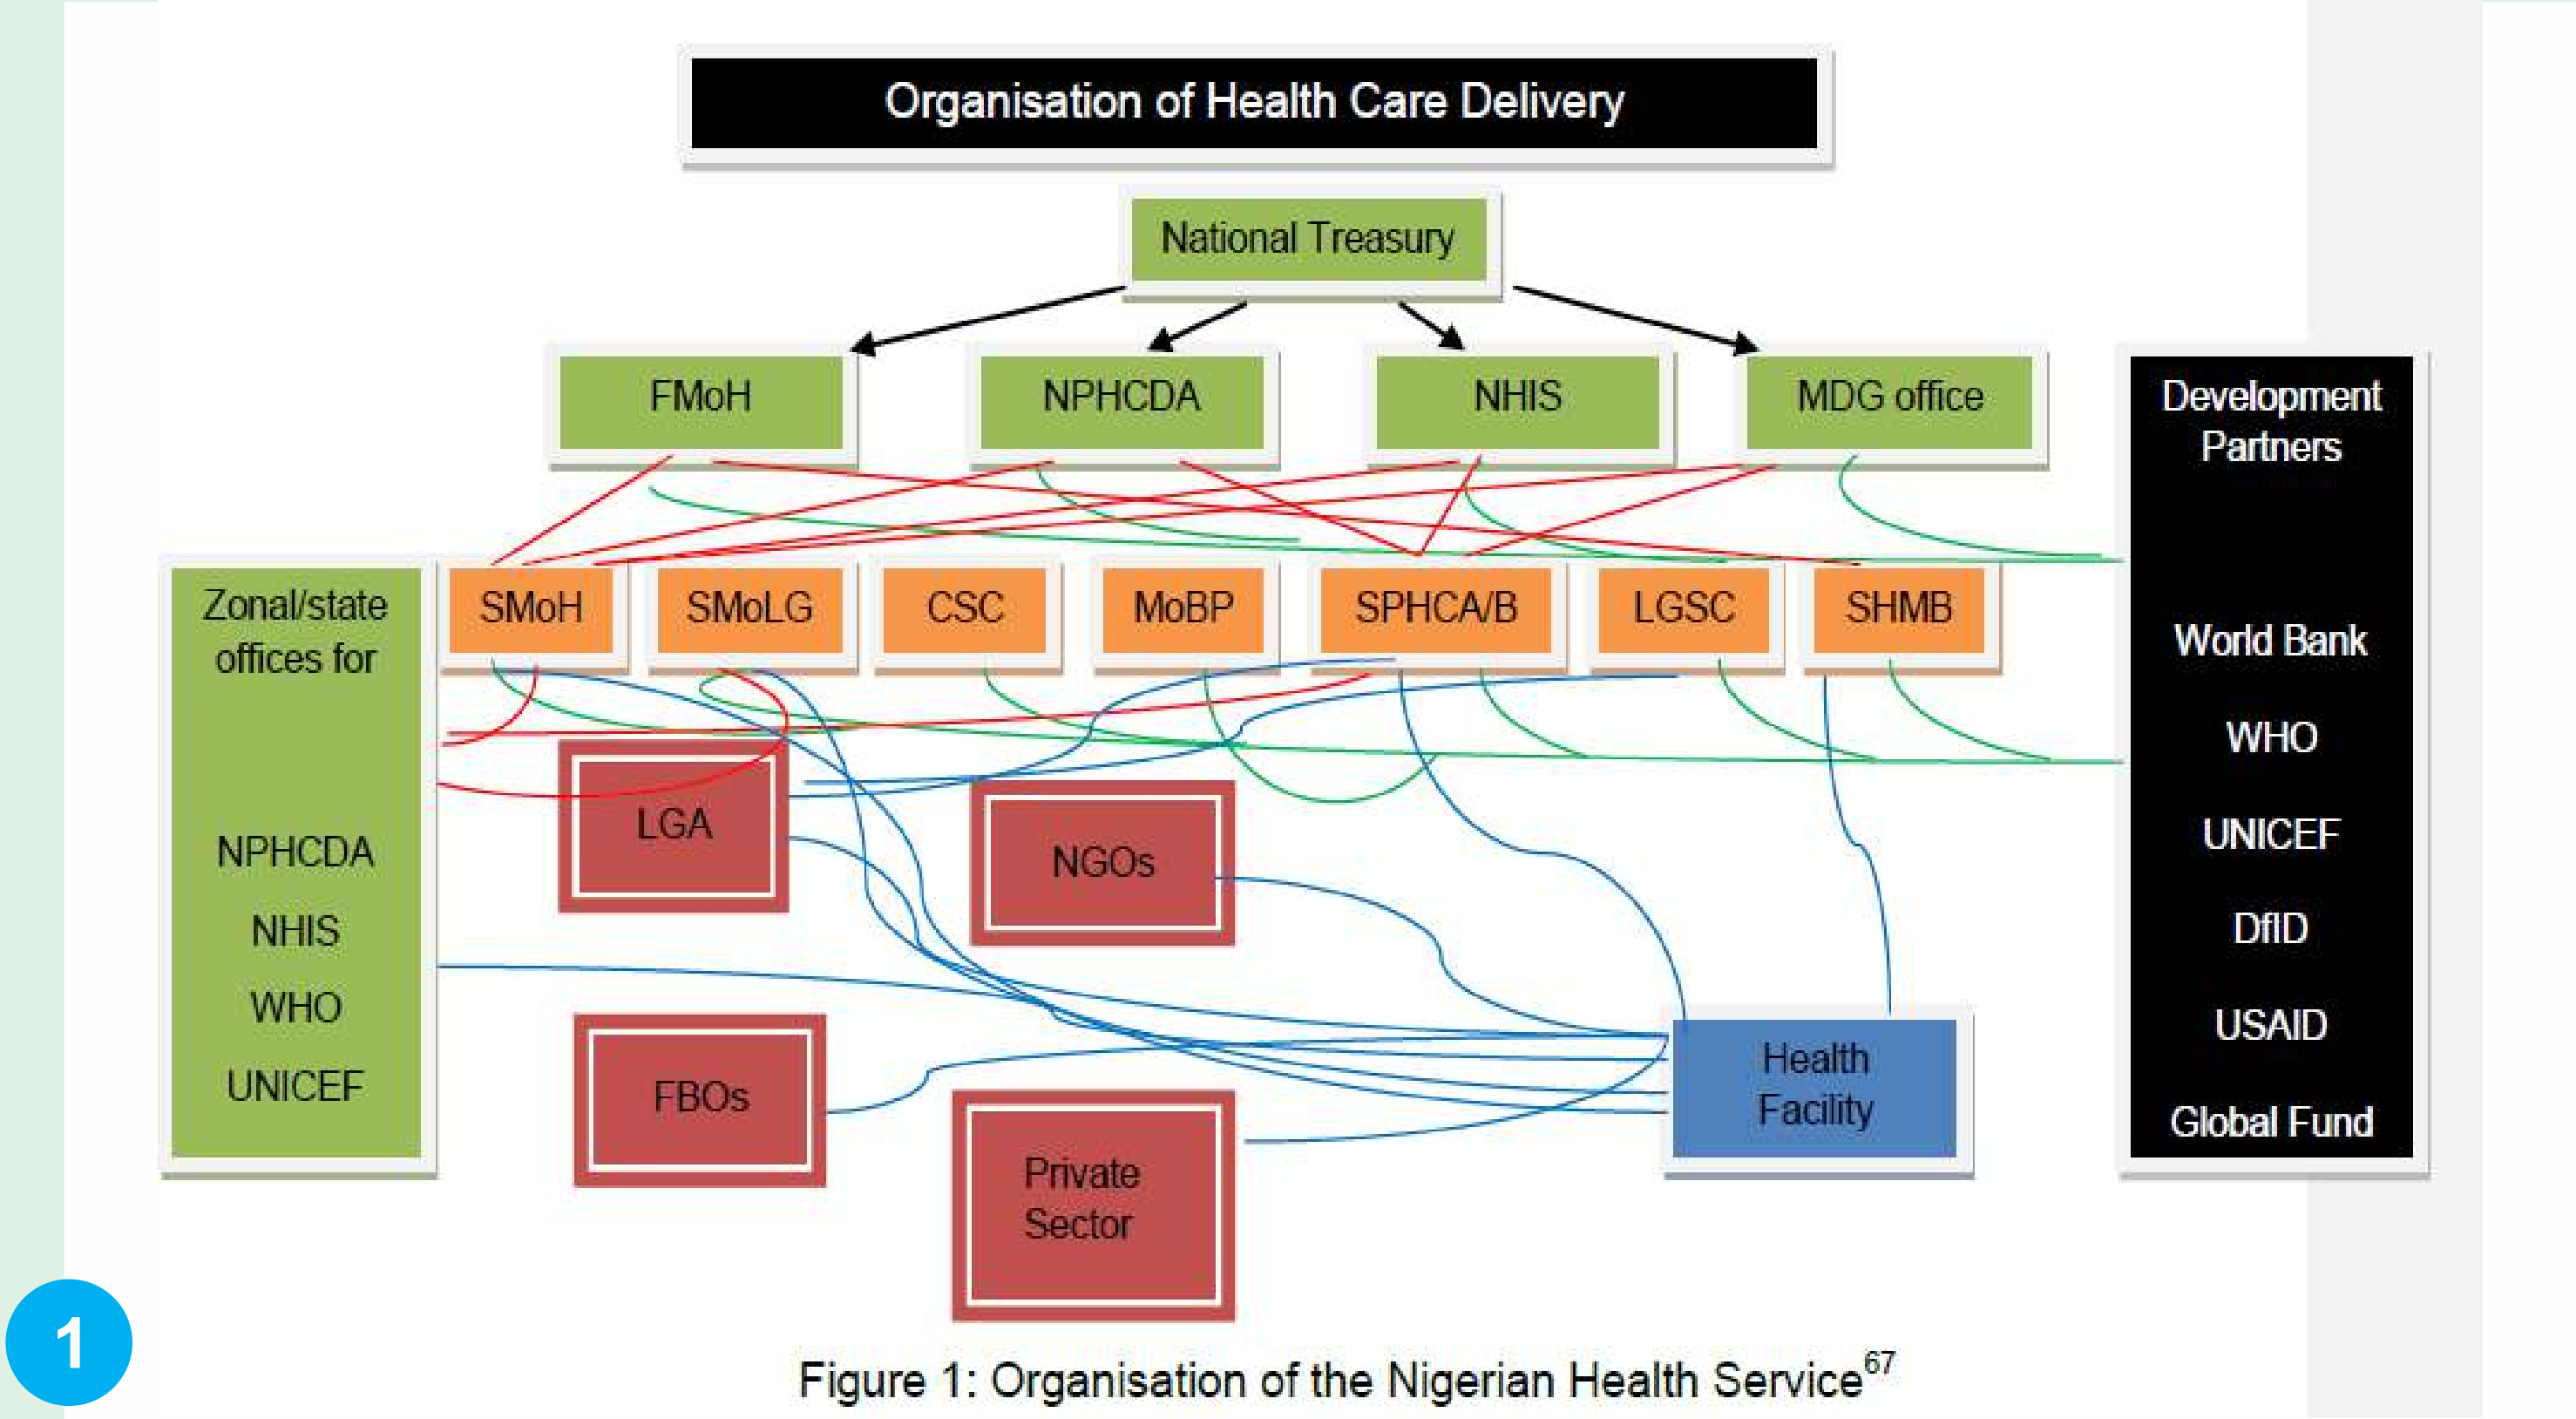 Organisation of Health Care Delivery
National Treasury
FMoH
NPHCDA
NHIS
MDG office
Development
Partners
World Bank
WHO
UNICEF
DfID
USAID
Global Fund
Zonal/state
offices for
NPHCDA
NHIS
WHO
UNICEF
SMoH
SMoLG
CSC
MoBP
SPHCA/B
LGSC
SHMB
LGA
NGOs
FBOs
Private
Sector
Health
Facility
1
Figure 1: Organisation of the Nigerian Health Service67